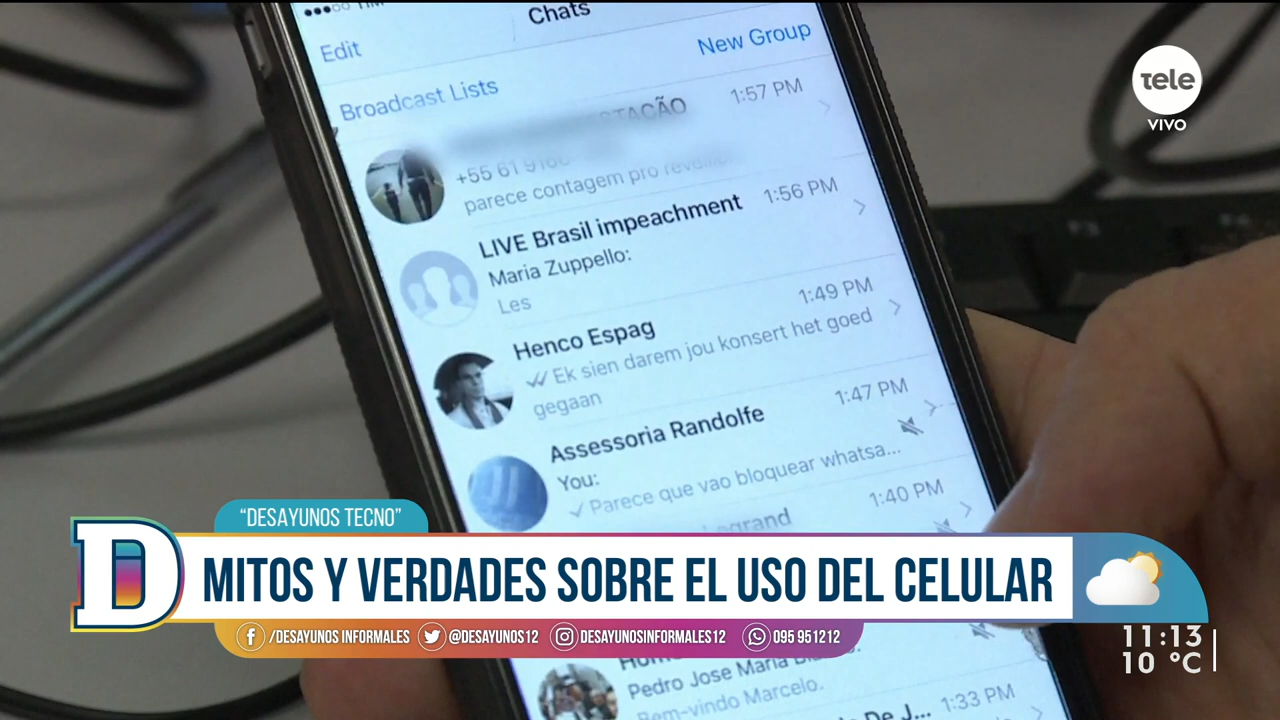 TIM
Chats
Edit
New Group
Broadcast Lists
STAÇÃO
1:57 PM
+55 61
parece contagem pro
LIVE Brasil impeachment
1:56 PM
Maria Zuppello:
Les
Henco Espag
1:49 PM
Ek sien darem jou konsert het goed
gegaan
Assessoria Randolfe
1:47 PM
You:
Parece que vao bloquear whatsa...
1:40 PM
tele
VIVO
"DESAYUNOS TECNO"
D
MITOS Y VERDADES SOBRE EL USO DEL CELULAR
/DESAYUNOS INFORMALES
@DESAYUNOS12
DESAYUNOSINFORMALES12
095 951212
11:13
10 °C
Pedro Jose Maria
Bem-vindo Marcelo.
De J...
1:33 PM